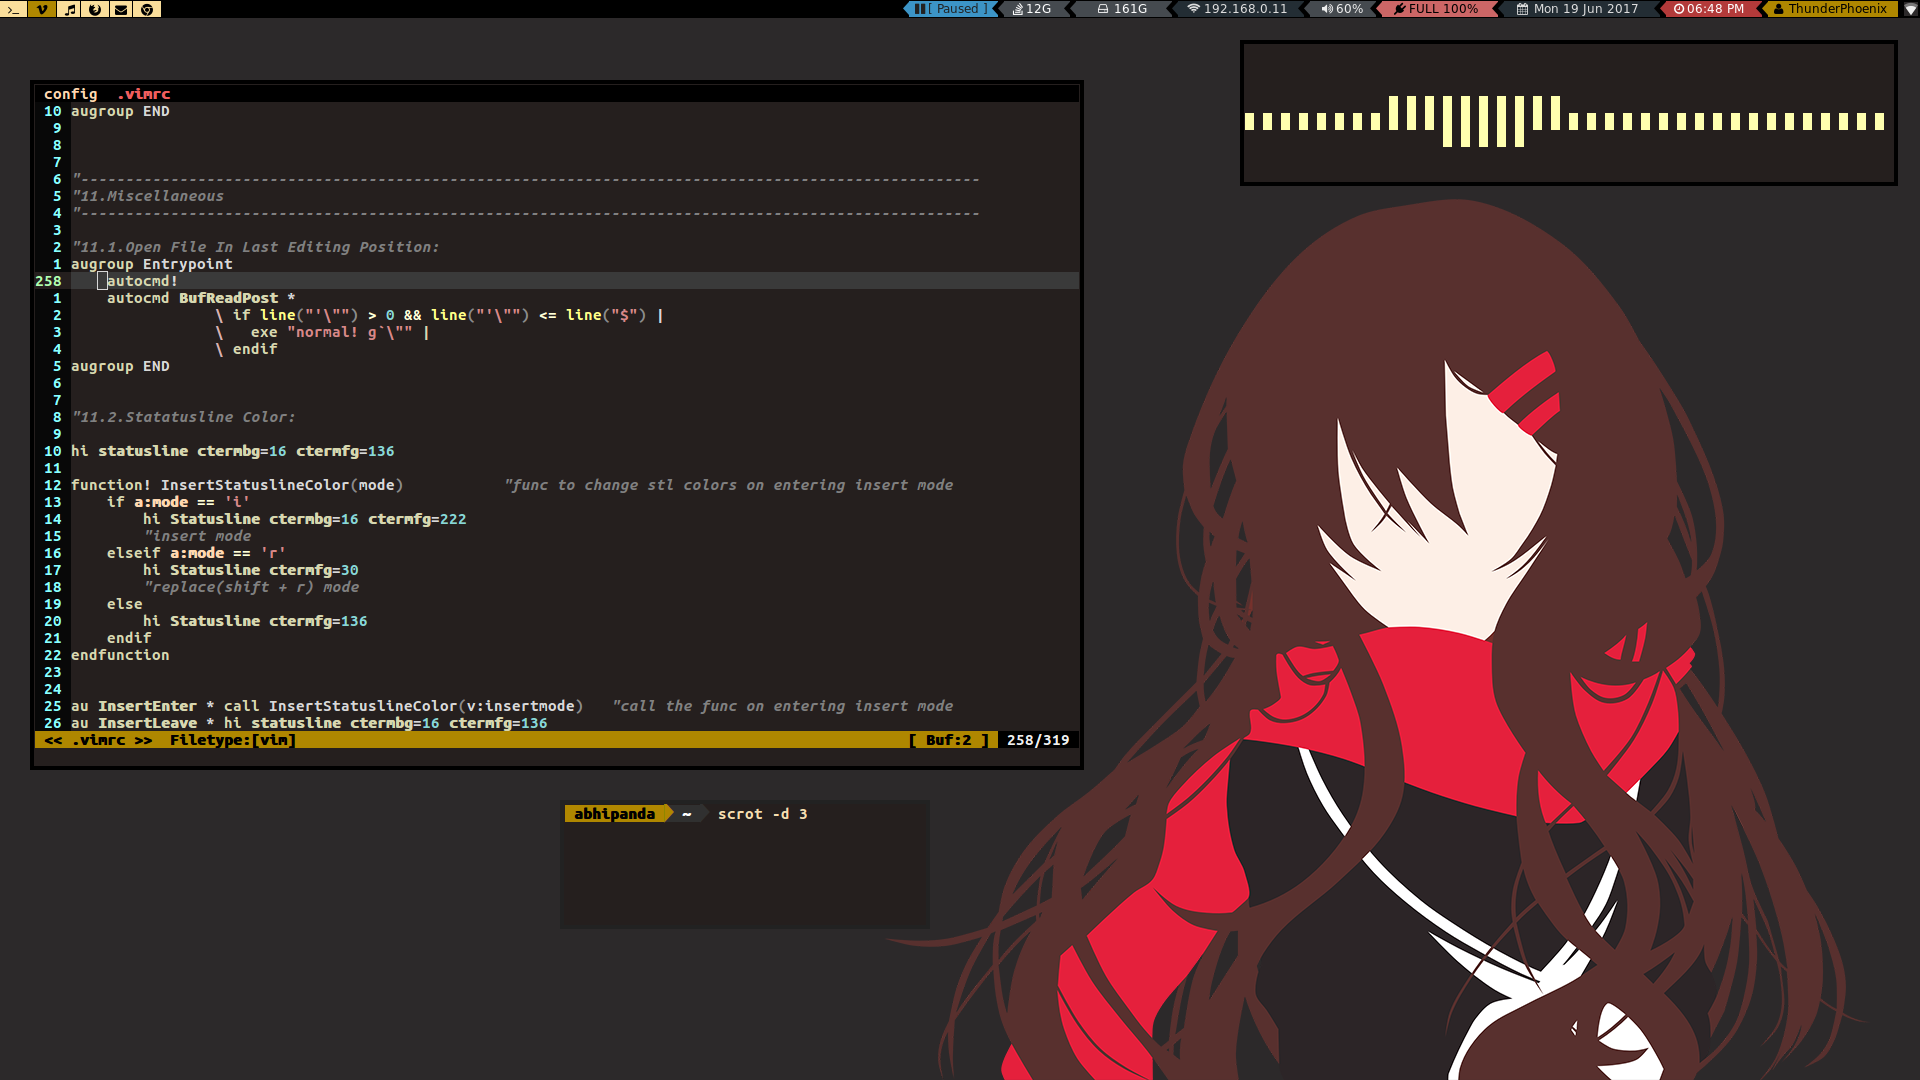 [ Paused ] 12G 161G 192.168.0.11 60% FULL 100% Mon 19 Jun 2017 06:48 PM ThunderPhoenix
config .vimrc
10 augroup END
9
8
7
6 "----------------------------------------------------------------------------------------------------
5 "11.Miscellaneous
4 "----------------------------------------------------------------------------------------------------
3
2 "11.1.Open File In Last Editing Position:
1 augroup Entrypoint
258 autocmd!
1 autocmd BufReadPost *
2 \ if line("'\"") > 0 && line("'\"") <= line("$") |
3 \   exe "normal! g`\"" |
4 \ endif
5 augroup END
6
7
8 "11.2.Statatusline Color:
9
10 hi statusline ctermbg=16 ctermfg=136
11
12 function! InsertStatuslineColor(mode) "func to change stl colors on entering insert mode
13 if a:mode == 'i'
14 hi Statusline ctermbg=16 ctermfg=222
15 "insert mode
16 elseif a:mode == 'r'
17 hi Statusline ctermfg=30
18 "replace(shift + r) mode
19 else
20 hi Statusline ctermfg=136
21 endif
22 endfunction
23
24
25 au InsertEnter * call InsertStatuslineColor(v:insertmode) "call the func on entering insert mode
26 au InsertLeave * hi statusline ctermbg=16 ctermfg=136
<< .vimrc >> Filetype:[vim] [ Buf:2 ] 258/319
abhipanda ~ scrot -d 3